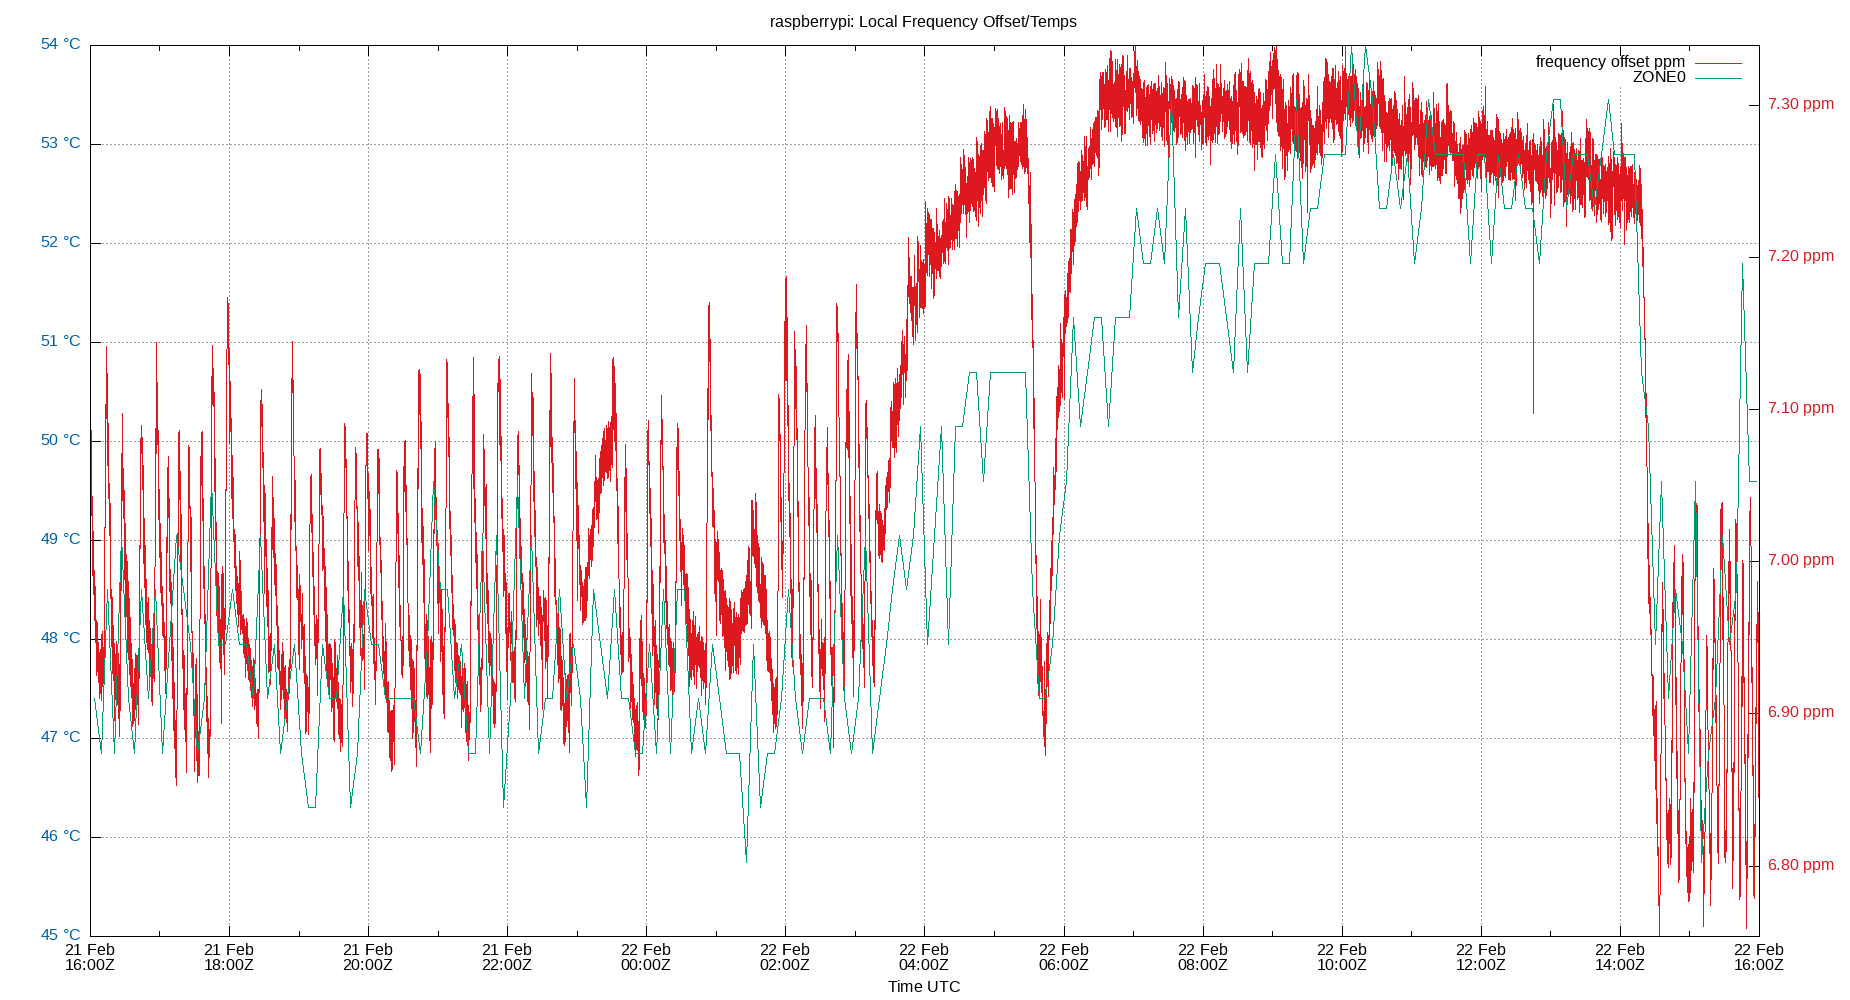 raspberrypi: Local Frequency Offset/Temps
frequency offset ppm
ZONE0
54 °C
53 °C
52 °C
51 °C
50 °C
49 °C
48 °C
47 °C
46 °C
45 °C
7.30 ppm
7.20 ppm
7.10 ppm
7.00 ppm
6.90 ppm
6.80 ppm
21 Feb 21 Feb 21 Feb 21 Feb 22 Feb 22 Feb 22 Feb 22 Feb 22 Feb 22 Feb 22 Feb 22 Feb 22 Feb
16:00Z 18:00Z 20:00Z 22:00Z 00:00Z 02:00Z 04:00Z 06:00Z 08:00Z 10:00Z 12:00Z 14:00Z 16:00Z
Time UTC